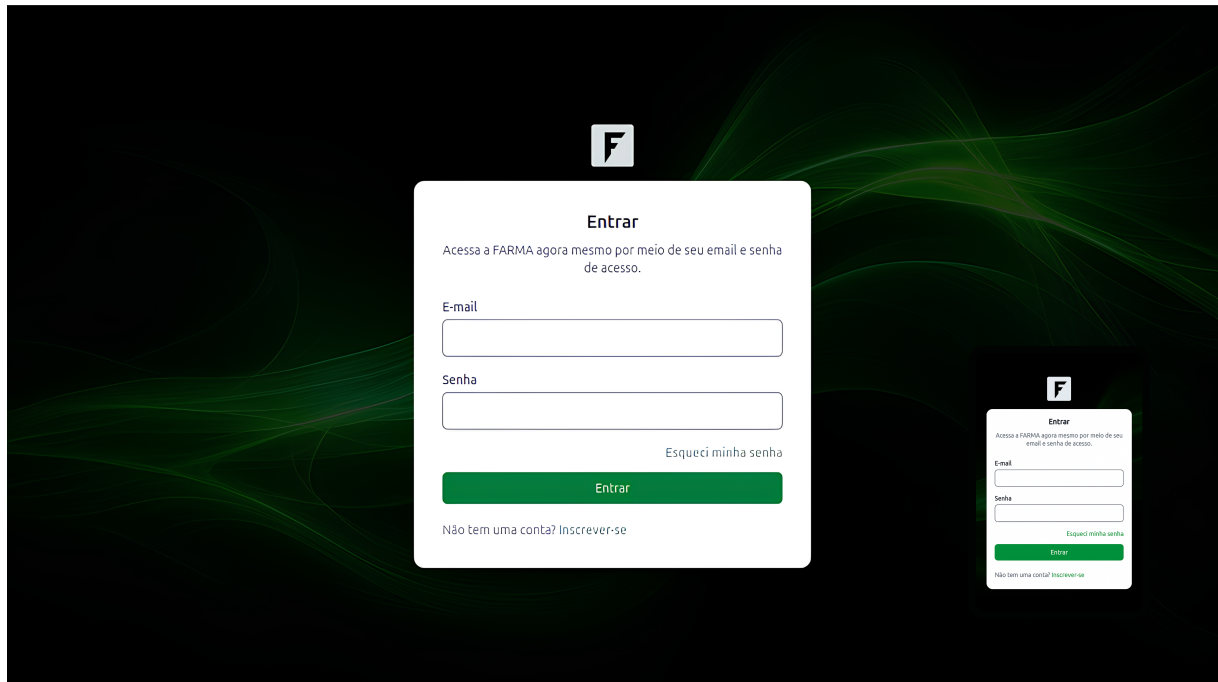 F
Entrar
Acessa a FARMA agora mesmo por meio de seu email e senha
de acesso.
E-mail
Senha
Esqueci minha senha
Entrar
Não tem uma conta? Inscrever-se
F
Entrar
Acessa a FARMA agora mesmo por meio de seu
email e senha de acesso.
E-mail
Senha
Esqueci minha senha
Entrar
Não tem uma conta? Inscrever-se